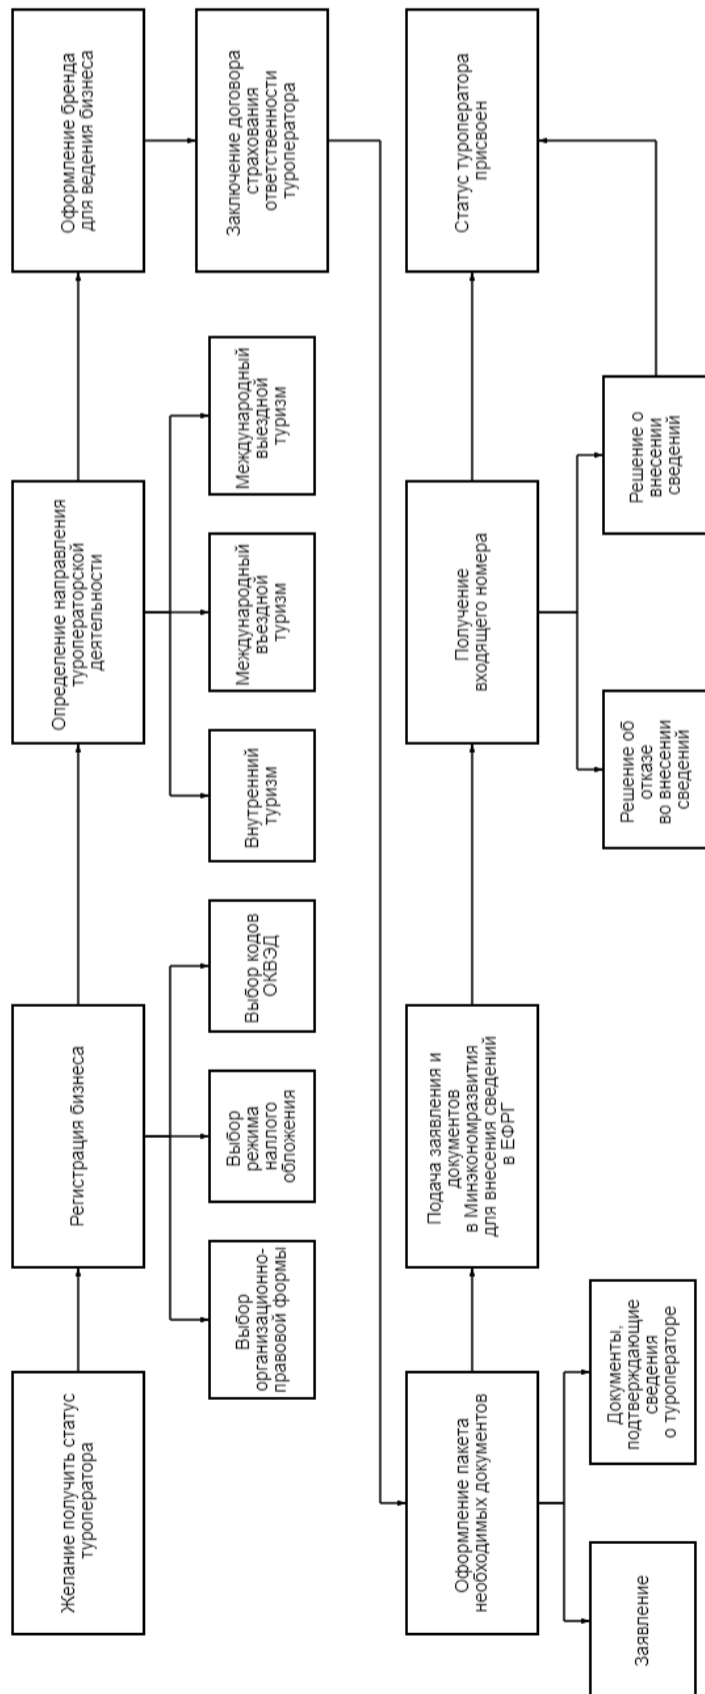 Желание получить статус
туроператора
Регистрация бизнеса
Определение направления
туроператорской
деятельности
Оформление бренда
для ведения бизнеса
Выбор
организационно-
правовой формы
Выбор
режима
наллого
обложения
Выбор кодов
ОКВЭД
Внутренний
туризм
Международный
въездной
туризм
Международный
выездной
туризм
Заключение договора
страхования
ответственности
туроператора
Оформление пакета
необходимых документов
Подача заявления и
документов
в Минэкономразвития
для внесения сведений
в ЕФРГ
Получение
входящего номера
Статус туроператора
присвоен
Заявление
Документы,
подтверждающие
сведения
о туроператоре
Решение об
отказе
во внесении
сведений
Решение о
внесении
сведений